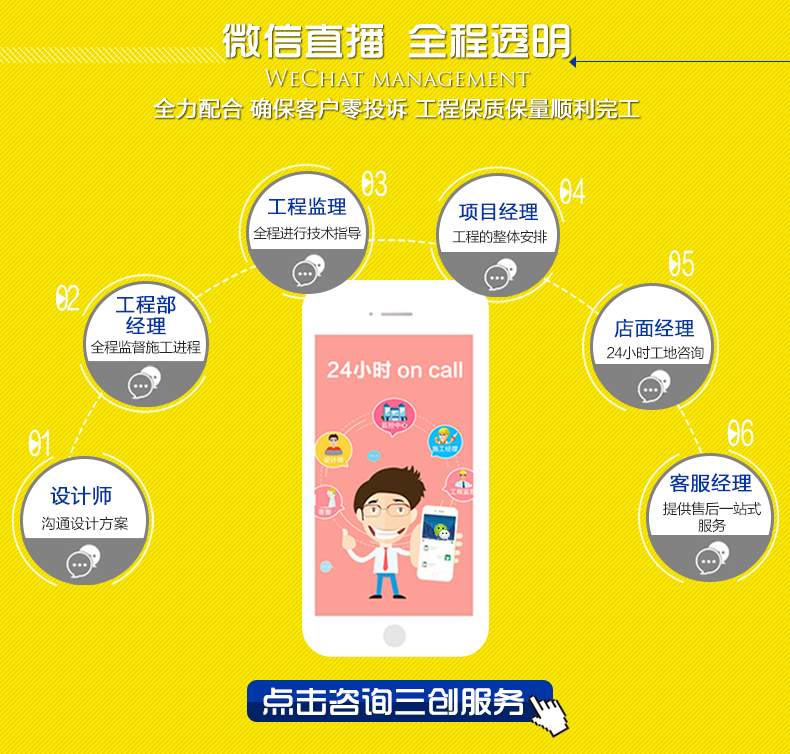 微信直播 全程透明
WECHAT MANAGEMENT
全力配合 确保客户零投诉 工程保质保量顺利完工
01
设计师
沟通设计方案
02
工程部
经理
全程监督施工进程
03
工程监理
全程进行技术指导
04
项目经理
工程的整体安排
05
店面经理
24小时工地咨询
06
客服经理
提供售后一站式
服务
24小时 on call
监控中心
设计师
施工经理
工程监理
客服
点击咨询三创服务